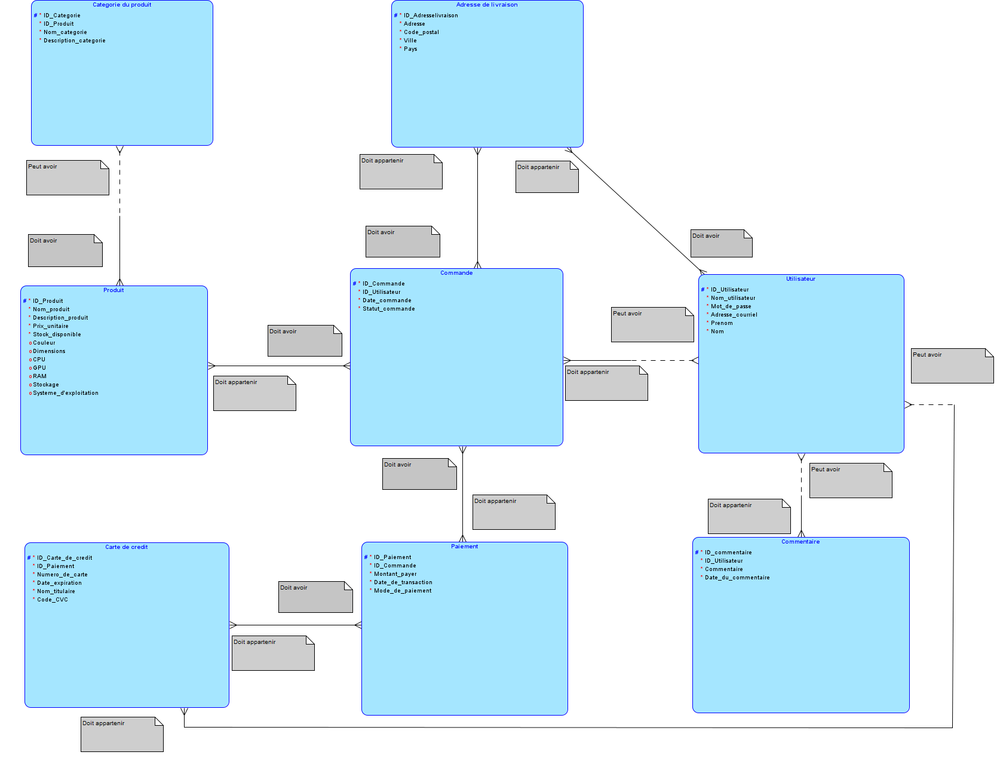 Categorie du produit
# * ID_Categorie
* ID_Produit
* Nom_categorie
* Description_categorie
Adresse de livraison
# * ID_Adresselivraison
* Adresse
* Code_postal
* Ville
* Pays
Peut avoir
Doit appartenir
Doit appartenir
Doit avoir
Doit avoir
Doit avoir
Produit
# * ID_Produit
* Nom_produit
* Description_produit
* Prix_unitaire
* Stock_disponible
o Couleur
o Dimensions
o CPU
o GPU
o RAM
o Stockage
o Systeme_d'exploitation
Doit avoir
Doit appartenir
Commande
# * ID_Commande
* ID_Utilisateur
* Date_commande
* Statut_commande
Peut avoir
Doit appartenir
Utilisateur
# * ID_Utilisateur
* Nom_utilisateur
* Mot_de_passe
* Adresse_courriel
* Prenom
* Nom
Peut avoir
Doit avoir
Doit appartenir
Peut avoir
Doit appartenir
Carte de credit
# * ID_Carte_de_credit
* ID_Paiement
* Numero_de_carte
* Date_expiration
* Nom_titulaire
* Code_CVC
Doit avoir
Doit appartenir
Paiement
# * ID_Paiement
* ID_Commande
* Montant_payer
* Date_de_transaction
* Mode_de_paiement
Commentaire
# * ID_commentaire
* ID_Utilisateur
* Commentaire
* Date_du_commentaire
Doit appartenir